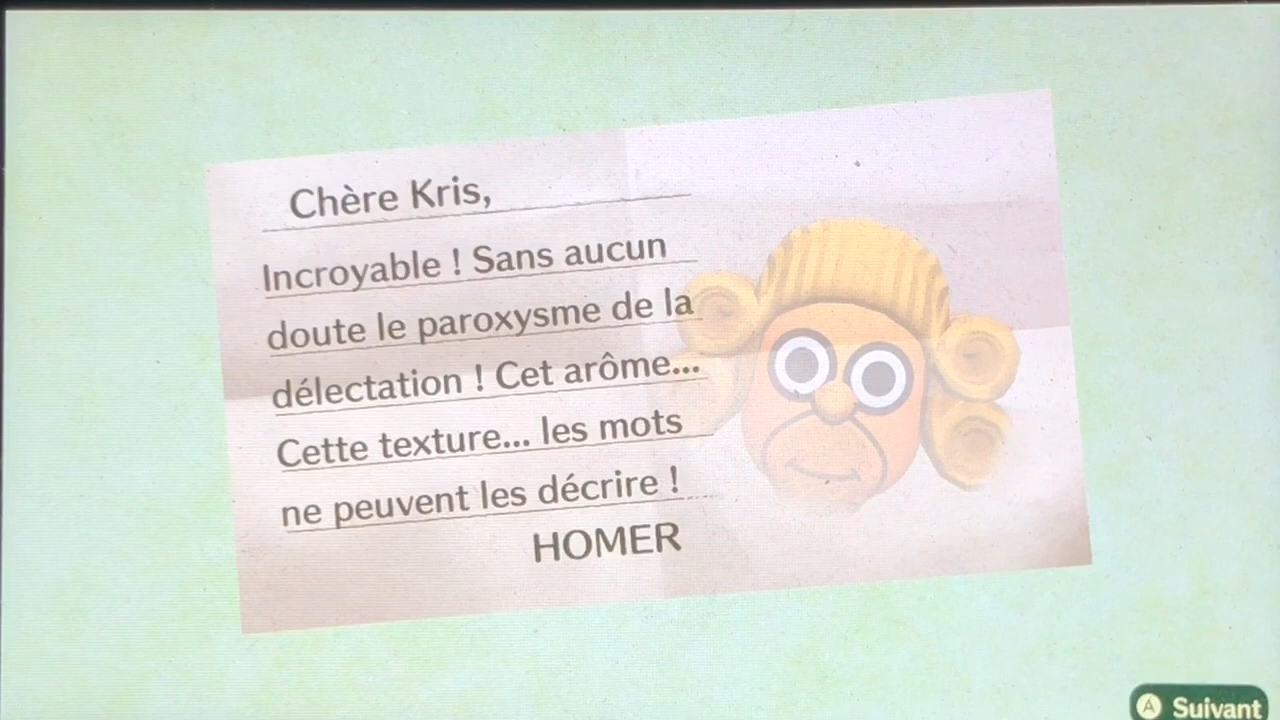 Chère Kris,
Incroyable ! Sans aucun
doute le paroxysme de la
délectation ! Cet arôme...
Cette texture... les mots
ne peuvent les décrire !
HOMER
A Suivant